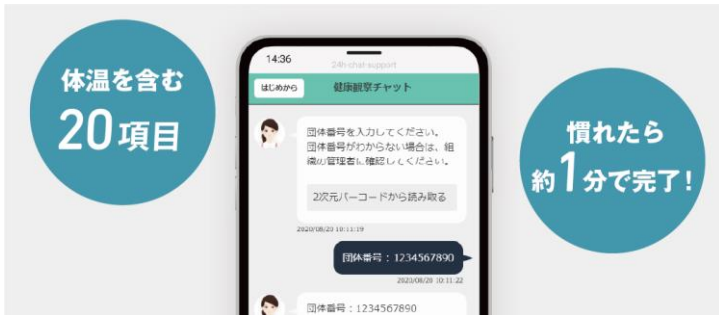 体温を含む
20項目
14:36
24h-chat-support
はじめから
健康観察チャット
団体番号を入力してください。
団体番号がわからない場合は、組
織の管理者に確認してください。
2次元バーコードから読み取る
2020/08/20 10:11:19
団体番号：1234567890
2020/08/20 10:11:22
団体番号：1234567890
慣れたら
約1分で完了！